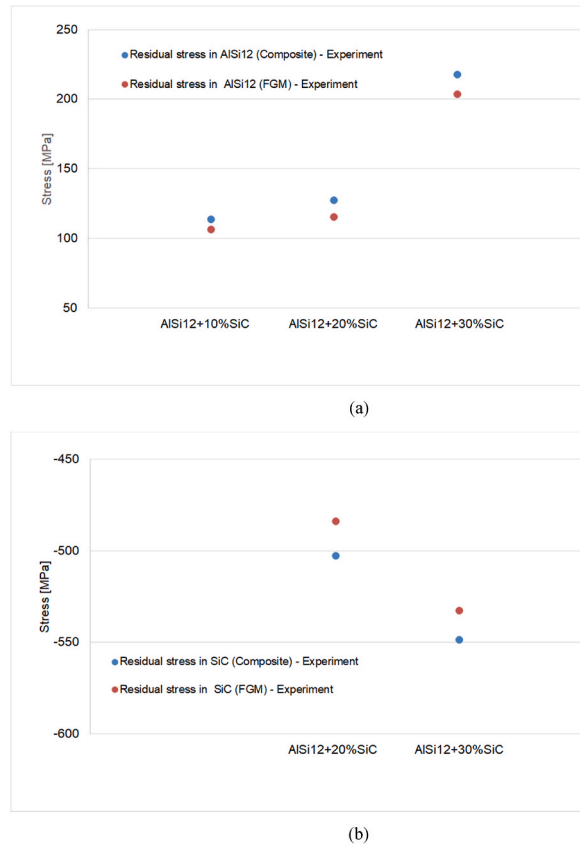 250
Residual stress in AlSi12 (Composite) - Experiment
Residual stress in AlSi12 (FGM) - Experiment
200
150
100
50
Stress [MPa]
AlSi12+10%SiC AlSi12+20%SiC AlSi12+30%SiC
(a)
-450
-500
-550
-600
Stress [MPa]
Residual stress in SiC (Composite) - Experiment
Residual stress in SiC (FGM) - Experiment
AlSi12+20%SiC AlSi12+30%SiC
(b)